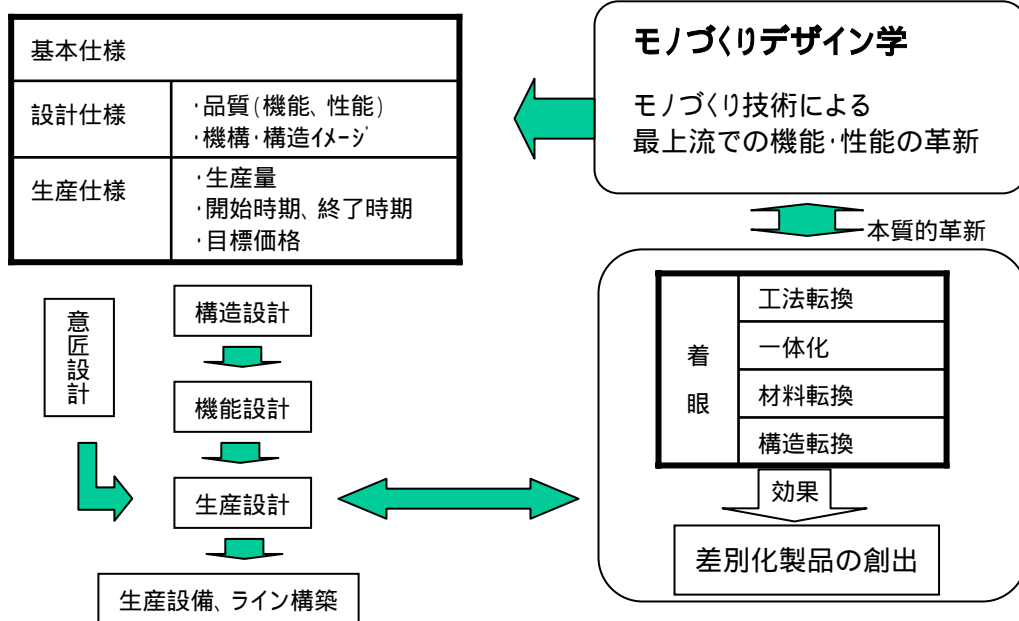 基本仕様
設計仕様
・品質(機能、性能)
・機構・構造イメージ
生産仕様
・生産量
・開始時期、終了時期
・目標価格
モノづくりデザイン学
モノづくり技術による
最上流での機能・性能の革新
本質的革新
意匠設計
構造設計
機能設計
生産設計
生産設備、ライン構築
着眼
工法転換
一体化
材料転換
構造転換
効果
差別化製品の創出